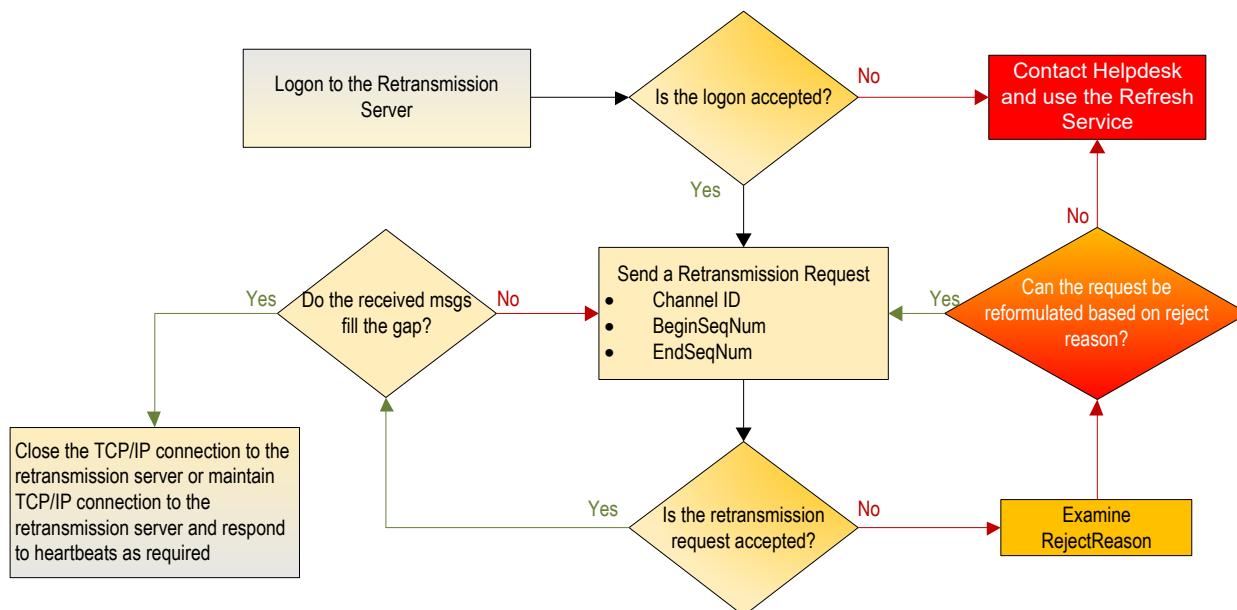 Logon to the Retransmission
Server
Is the logon accepted?
No
Contact Helpdesk
and use the Refresh
Service
Yes
No
Send a Retransmission Request
• Channel ID
• BeginSeqNum
• EndSeqNum
Yes
Do the received msgs
fill the gap?
No
Yes
Can the request be
reformulated based on reject
reason?
Close the TCP/IP connection to the
retransmission server or maintain
TCP/IP connection to the
retransmission server and respond
to heartbeats as required
Yes
Is the retransmission
request accepted?
No
Examine
RejectReason